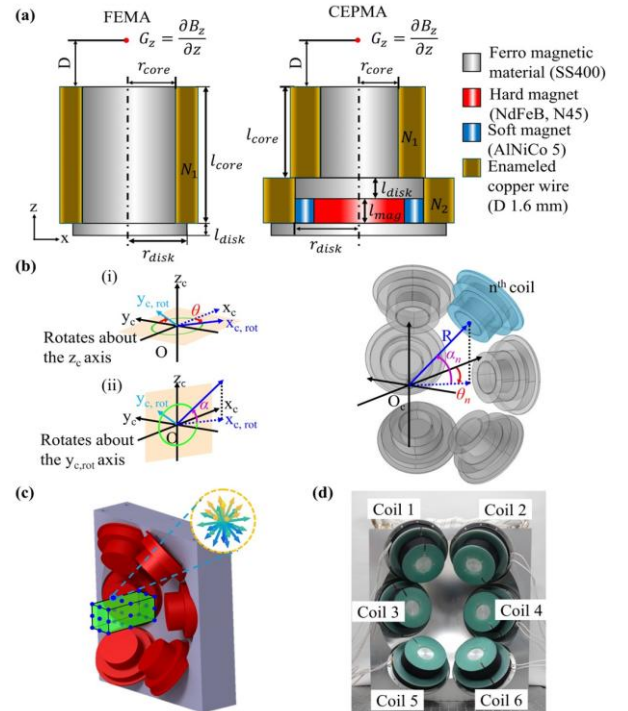 (a)
FEMA
CEPMA
G_z = ∂B_z/∂z
G_z = ∂B_z/∂z
D
D
r_core
r_core
l_core
l_core
N_1
N_1
l_disk
l_disk
l_mag
N_2
r_disk
r_disk
z
x
Ferro magnetic
material (SS400)
Hard magnet
(NdFeB, N45)
Soft magnet
(AlNiCo 5)
Enameled
copper wire
(D 1.6 mm)
(b)
(i)
z_c
y_c, rot
θ
x_c
y_c
x_c, rot
Rotates about
the z_c axis
O
(ii)
z_c
y_c, rot
α
x_c
y_c
x_c, rot
O
Rotates about
the y_c,rot axis
n^th coil
R
α_n
θ_n
O_c
(c)
(d)
Coil 1
Coil 2
Coil 3
Coil 4
Coil 5
Coil 6